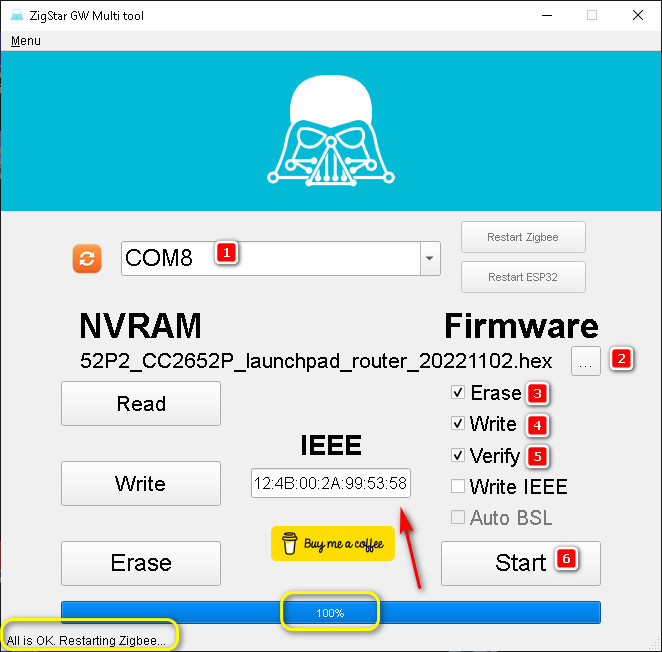 ZigStar GW Multi tool
Menu
COM8
1
Restart Zigbee
Restart ESP32
NVRAM
Firmware
52P2_CC2652P_launchpad_router_20221102.hex
...
2
Read
Erase
3
Write
4
IEEE
Verify
5
Write
12:4B:00:2A:99:53:58
Write IEEE
Auto BSL
Buy me a coffee
Erase
Start
6
100%
All is OK. Restarting Zigbee...